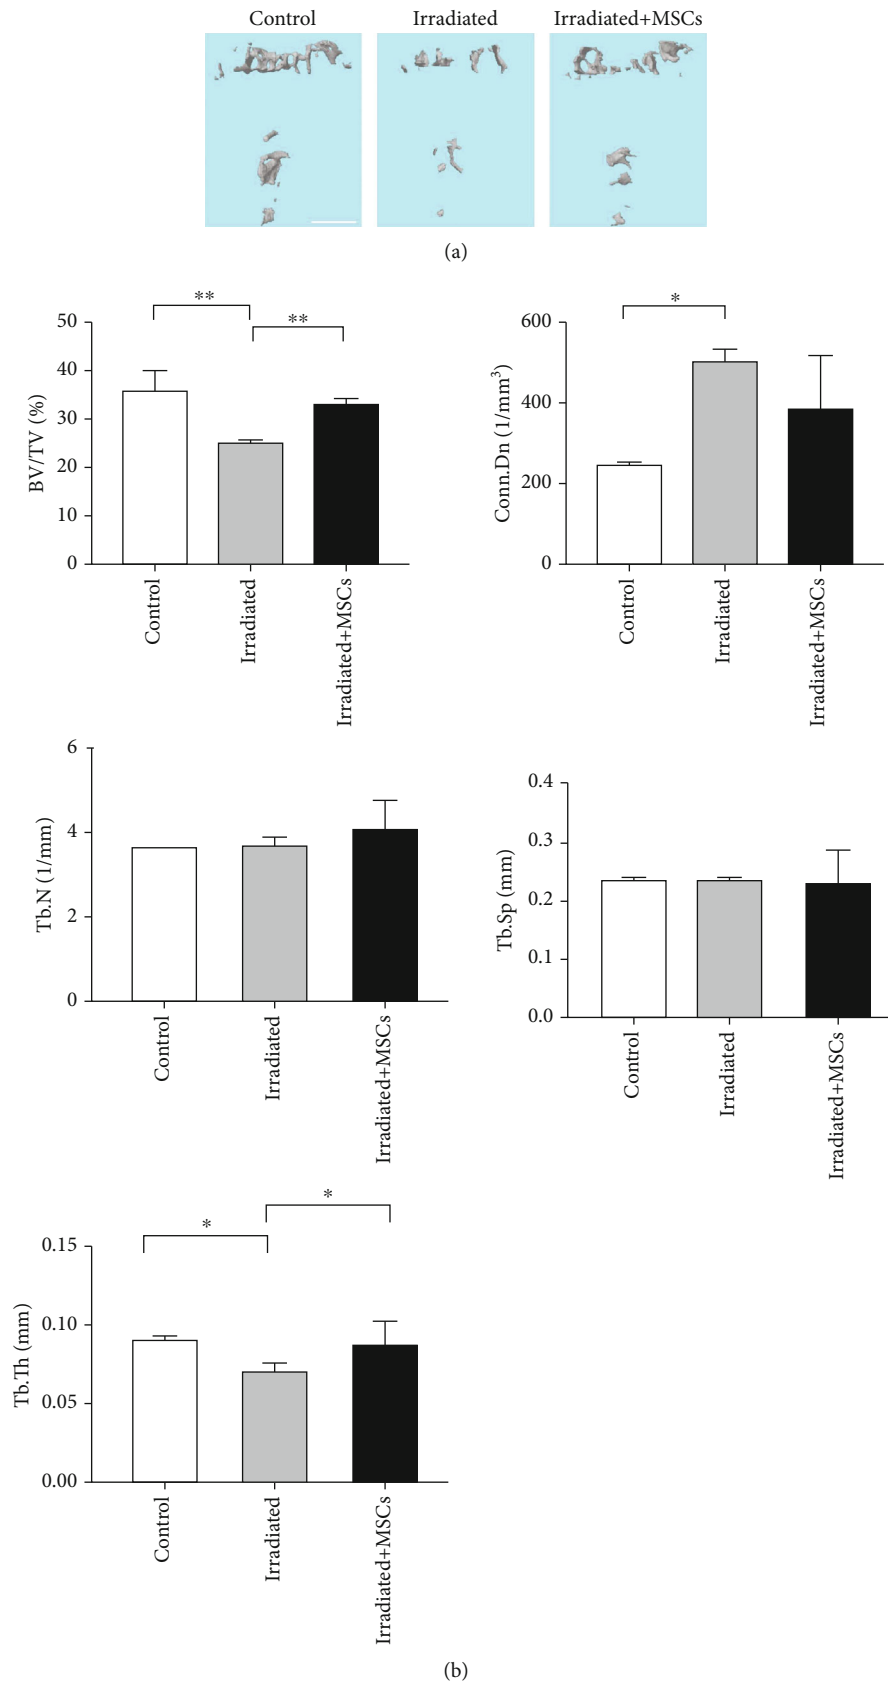 Control Irradiated Irradiated+MSCs
(a)
** **
50
40
30
20
10
0
BV/TV (%)
Control
Irradiated
Irradiated+MSCs
*
600
400
200
0
Conn.Dn (1/mm³)
Control
Irradiated
Irradiated+MSCs
6
4
2
0
Tb.N (1/mm)
Control
Irradiated
Irradiated+MSCs
0.4
0.3
0.2
0.1
0.0
Tb.Sp (mm)
Control
Irradiated
Irradiated+MSCs
* *
0.15
0.10
0.05
0.00
Tb.Th (mm)
Control
Irradiated
Irradiated+MSCs
(b)